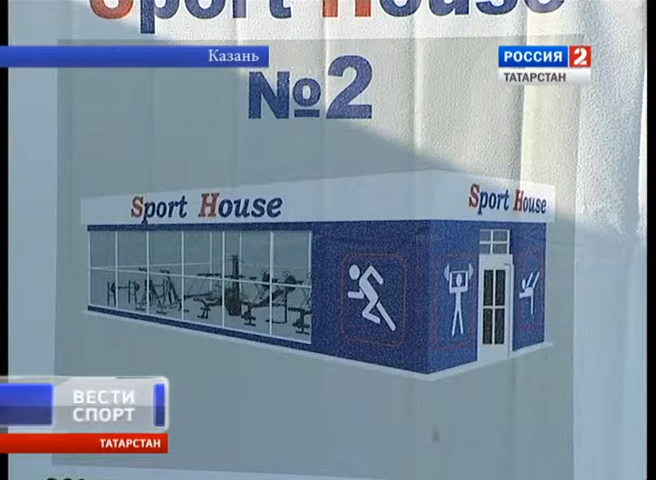 Sport House
Казань
РОССИЯ 2
ТАТАРСТАН
№2
Sport House
Sport House
ВЕСТИ
СПОРТ
ТАТАРСТАН